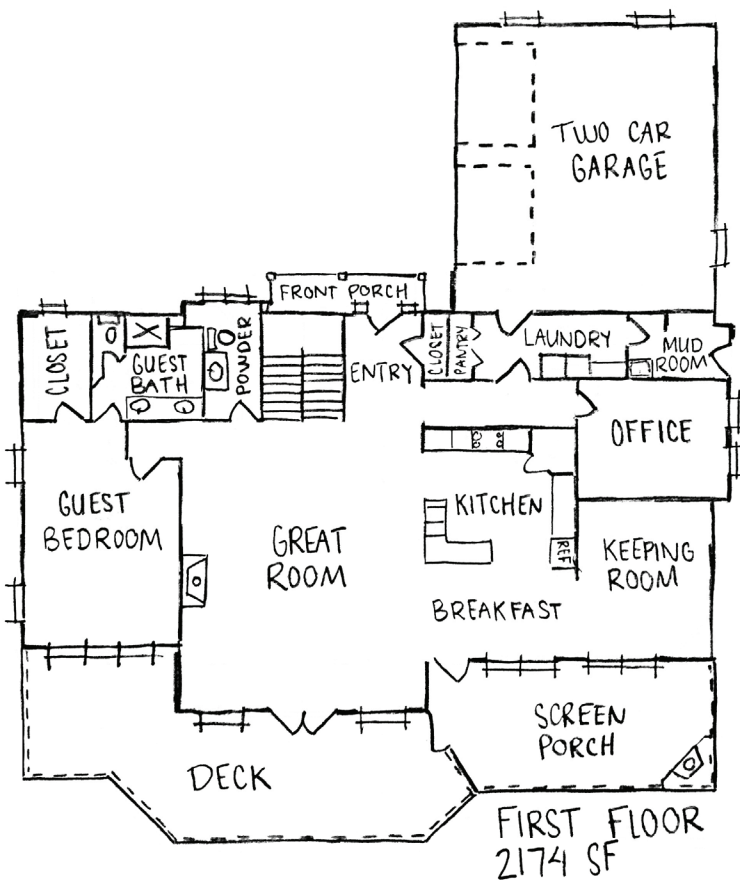 TWO CAR
GARAGE
FRONT PORCH
CLOSET
GUEST
BATH
POWDER
ENTRY
CLOSET
PANTRY
LAUNDRY
MUD
ROOM
OFFICE
GUEST
BEDROOM
GREAT
ROOM
KITCHEN
REF
KEEPING
ROOM
BREAKFAST
SCREEN
PORCH
DECK
FIRST FLOOR
2174 SF